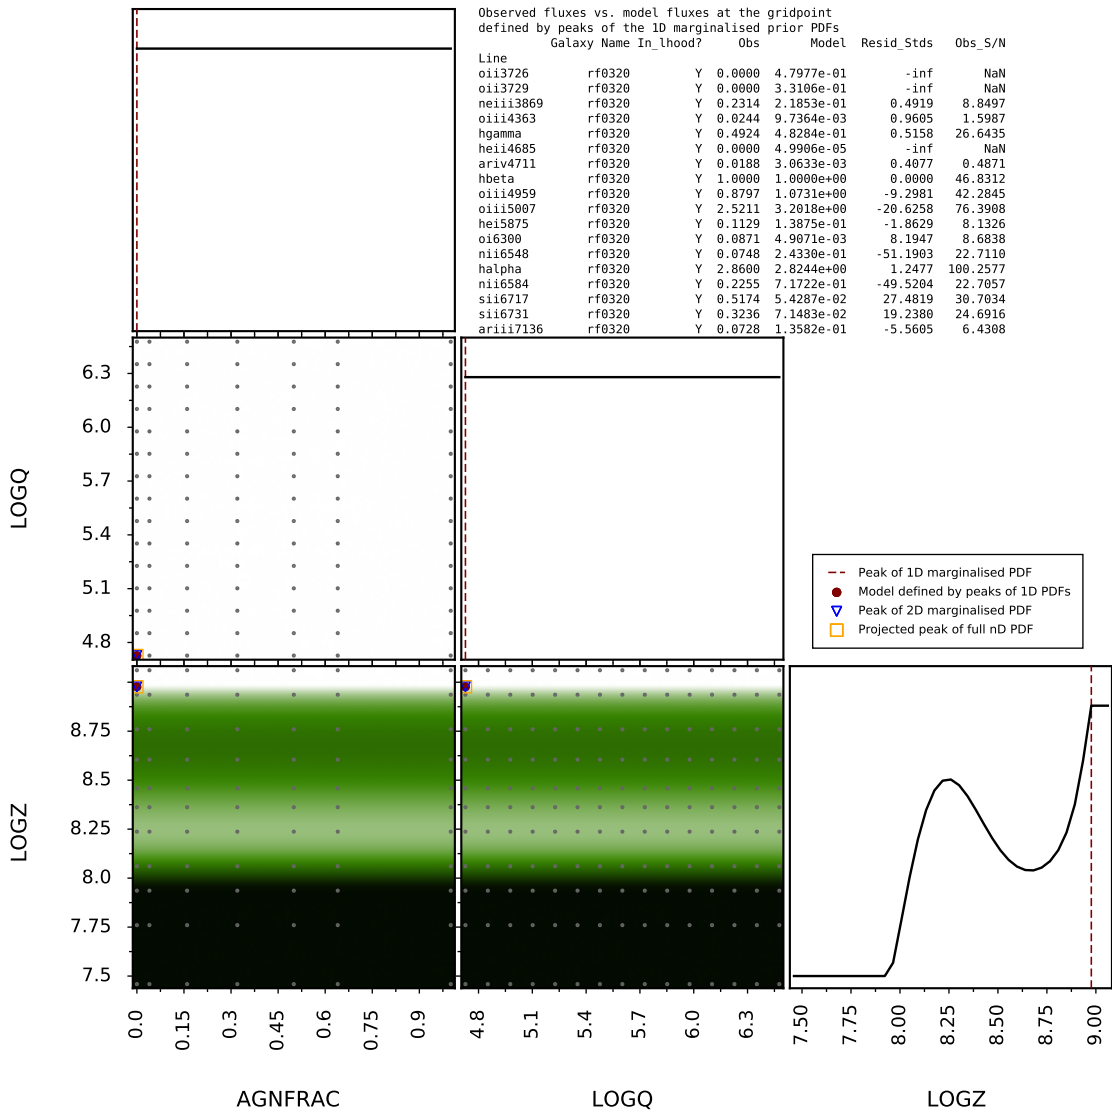 Observed fluxes vs. model fluxes at the gridpoint
defined by peaks of the 1D marginalised prior PDFs
Galaxy Name In_lhood? Obs Model Resid_Stds Obs_S/N
Line
oii3726 rf0320 Y 0.0000 4.7977e-01 -inf NaN
oii3729 rf0320 Y 0.0000 3.3106e-01 -inf NaN
neiii3869 rf0320 Y 0.2314 2.1853e-01 0.4919 8.8497
oiii4363 rf0320 Y 0.0244 9.7364e-03 0.9605 1.5987
hgamma rf0320 Y 0.4924 4.8284e-01 0.5158 26.6435
heii4685 rf0320 Y 0.0000 4.9906e-05 -inf NaN
ariv4711 rf0320 Y 0.0188 3.0633e-03 0.4077 0.4871
hbeta rf0320 Y 1.0000 1.0000e+00 0.0000 46.8312
oiii4959 rf0320 Y 0.8797 1.0731e+00 -9.2981 42.2845
oiii5007 rf0320 Y 2.5211 3.2018e+00 -20.6258 76.3908
hei5875 rf0320 Y 0.1129 1.3875e-01 -1.8629 8.1326
oi6300 rf0320 Y 0.0871 4.9071e-03 8.1947 8.6838
nii6548 rf0320 Y 0.0748 2.4330e-01 -51.1903 22.7110
halpha rf0320 Y 2.8600 2.8244e+00 1.2477 100.2577
nii6584 rf0320 Y 0.2255 7.1722e-01 -49.5204 22.7057
sii6717 rf0320 Y 0.5174 5.4287e-02 27.4819 30.7034
sii6731 rf0320 Y 0.3236 7.1483e-02 19.2380 24.6916
ariii7136 rf0320 Y 0.0728 1.3582e-01 -5.5605 6.4308
6.3
6.0
5.7
5.4
5.1
4.8
LOGQ
Peak of 1D marginalised PDF
Model defined by peaks of 1D PDFs
Peak of 2D marginalised PDF
Projected peak of full nD PDF
8.75
8.5
8.25
8.0
7.75
7.5
LOGZ
0.0 0.15 0.3 0.45 0.6 0.75 0.9
4.8 5.1 5.4 5.7 6.0 6.3
7.50 7.75 8.00 8.25 8.50 8.75 9.00
AGNFRAC LOGQ LOGZ